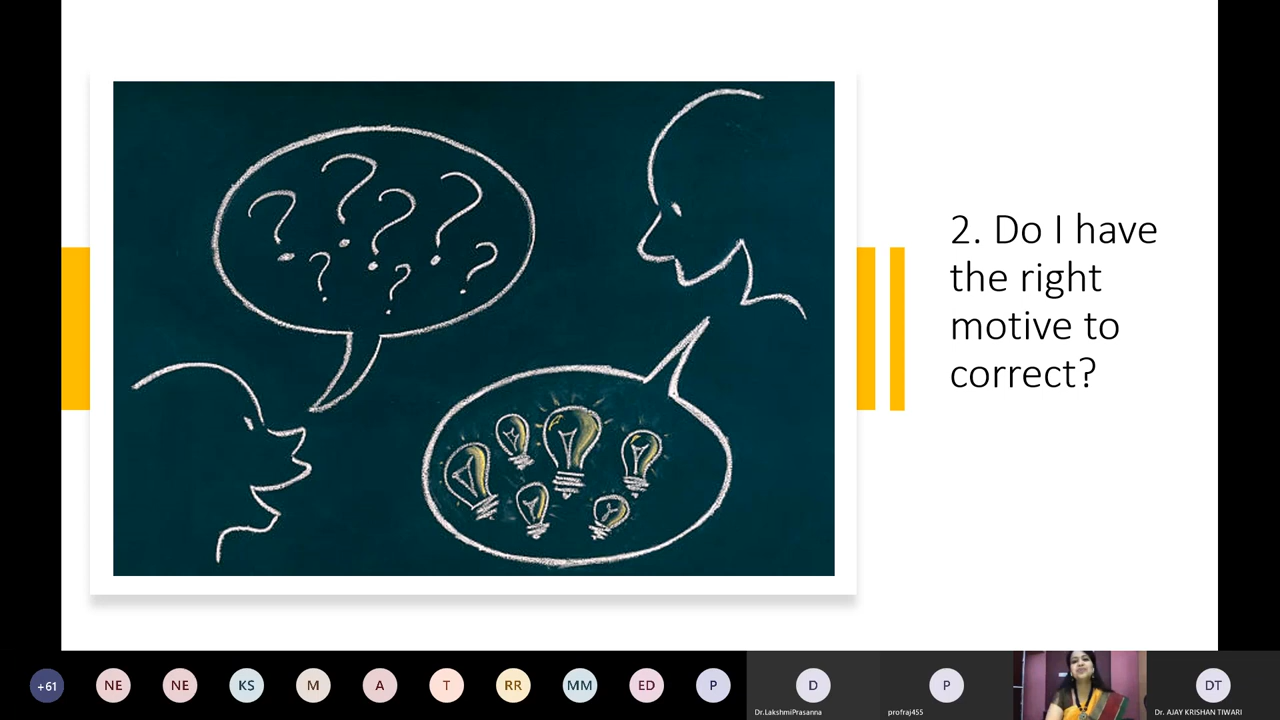 2. Do I have
the right
motive to
correct?
? ? ? ? ? ? ?
+61
NE
NE
KS
M
A
T
RR
MM
ED
P
D
P
DT
Dr.LakshmiPrasanna
profraj455
Dr. AJAY KRISHAN TIWARI